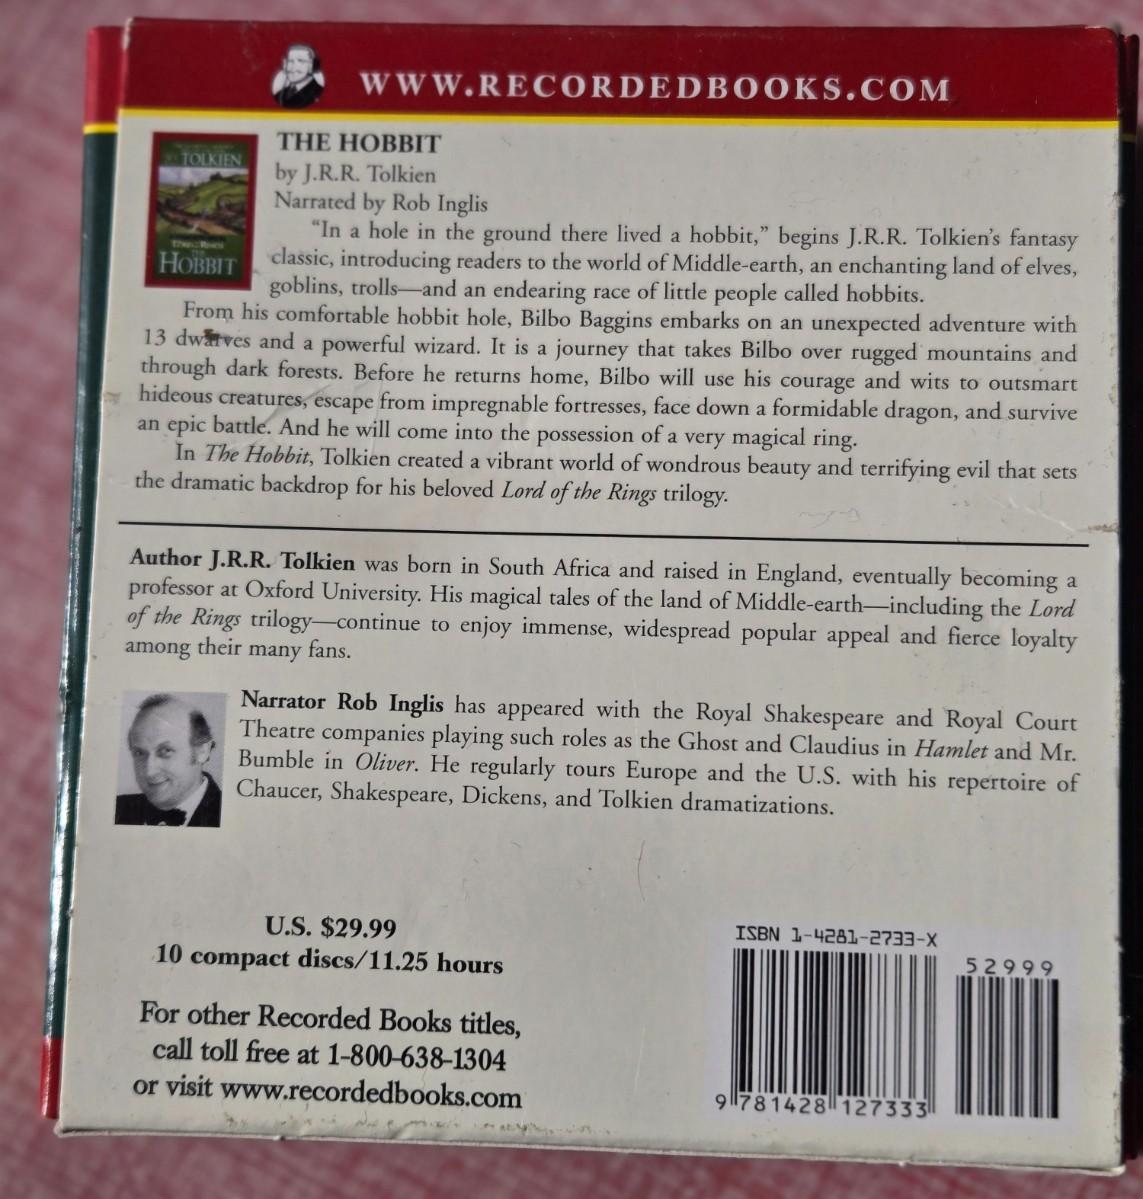 WWW.RECORDEDBOOKS.COM
TOLKIEN
THE HOBBIT
HOBBIT
by J.R.R. Tolkien
Narrated by Rob Inglis
“In a hole in the ground there lived a hobbit,” begins J.R.R. Tolkien’s fantasy
classic, introducing readers to the world of Middle-earth, an enchanting land of elves,
goblins, trolls—and an endearing race of little people called hobbits.
From his comfortable hobbit hole, Bilbo Baggins embarks on an unexpected adventure with
13 dwarves and a powerful wizard. It is a journey that takes Bilbo over rugged mountains and
through dark forests. Before he returns home, Bilbo will use his courage and wits to outsmart
hideous creatures, escape from impregnable fortresses, face down a formidable dragon, and survive
an epic battle. And he will come into the possession of a very magical ring.
In The Hobbit, Tolkien created a vibrant world of wondrous beauty and terrifying evil that sets
the dramatic backdrop for his beloved Lord of the Rings trilogy.
Author J.R.R. Tolkien was born in South Africa and raised in England, eventually becoming a
professor at Oxford University. His magical tales of the land of Middle-earth—including the Lord
of the Rings trilogy—continue to enjoy immense, widespread popular appeal and fierce loyalty
among their many fans.
Narrator Rob Inglis has appeared with the Royal Shakespeare and Royal Court
Theatre companies playing such roles as the Ghost and Claudius in Hamlet and Mr.
Bumble in Oliver. He regularly tours Europe and the U.S. with his repertoire of
Chaucer, Shakespeare, Dickens, and Tolkien dramatizations.
U.S. $29.99
10 compact discs/11.25 hours
For other Recorded Books titles,
call toll free at 1-800-638-1304
or visit www.recordedbooks.com
ISBN 1-4281-2733-X
52999
9 781428 127333